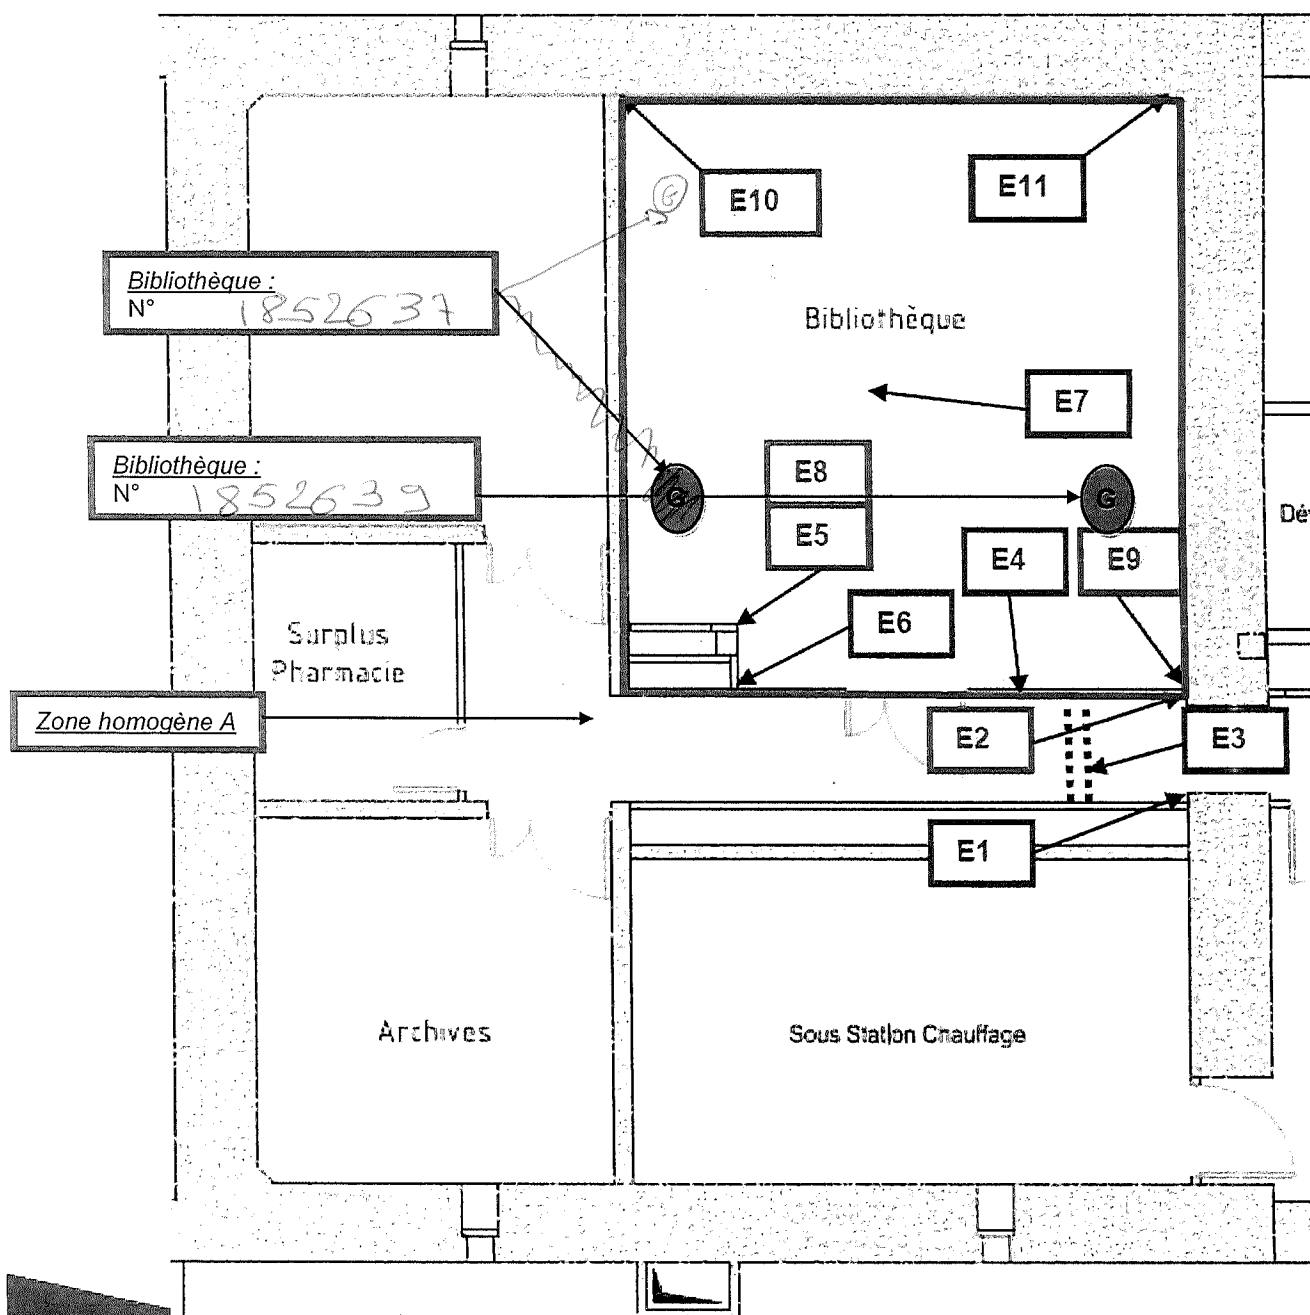 E10
E11
G
Bibliothèque :
N° 1852637
Bibliothèque
E7
Bibliothèque :
N° 1852639
E8
G
G
E5
E4
E9
E6
Surplus
Pharmacie
Zone homogène A
E2
E3
E1
Archives
Sous Station Chauffage